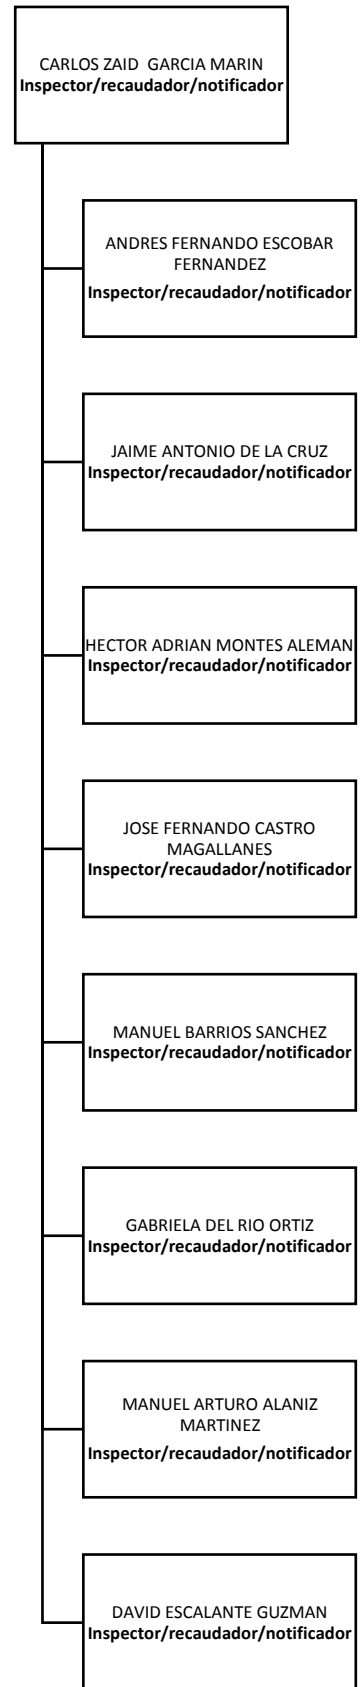 CARLOS ZAID  GARCIA MARIN
Inspector/recaudador/notificador
ANDRES FERNANDO ESCOBAR
FERNANDEZ
Inspector/recaudador/notificador
JAIME ANTONIO DE LA CRUZ
Inspector/recaudador/notificador
HECTOR ADRIAN MONTES ALEMAN
Inspector/recaudador/notificador
JOSE FERNANDO CASTRO
MAGALLANES
Inspector/recaudador/notificador
MANUEL BARRIOS SANCHEZ
Inspector/recaudador/notificador
GABRIELA DEL RIO ORTIZ
Inspector/recaudador/notificador
MANUEL ARTURO ALANIZ
MARTINEZ
Inspector/recaudador/notificador
DAVID ESCALANTE GUZMAN
Inspector/recaudador/notificador